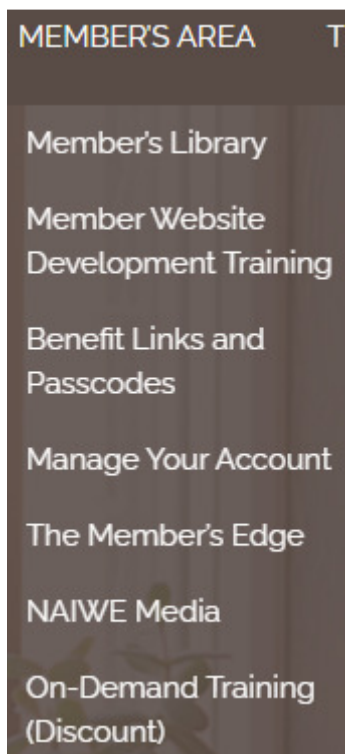 MEMBER'S AREA T
Member's Library
Member Website
Development Training
Benefit Links and
Passcodes
Manage Your Account
The Member's Edge
NAIWE Media
On-Demand Training
(Discount)